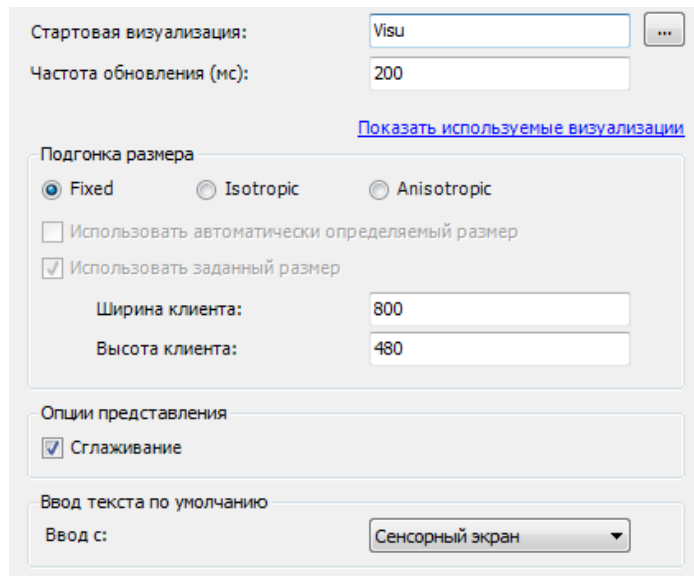 Стартовая визуализация: Visu ...
Частота обновления (мс): 200
Показать используемые визуализации
Подгонка размера
Fixed Isotropic Anisotropic
Использовать автоматически определяемый размер
Использовать заданный размер
Ширина клиента: 800
Высота клиента: 480
Опции представления
Сглаживание
Ввод текста по умолчанию
Ввод с: Сенсорный экран